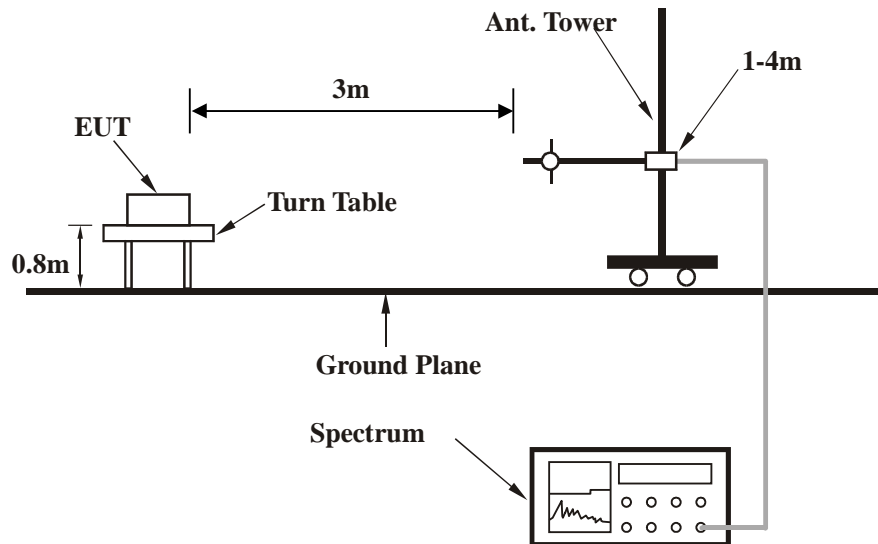 Ant. Tower
1-4m
3m
EUT
Turn Table
0.8m
Ground Plane
Spectrum